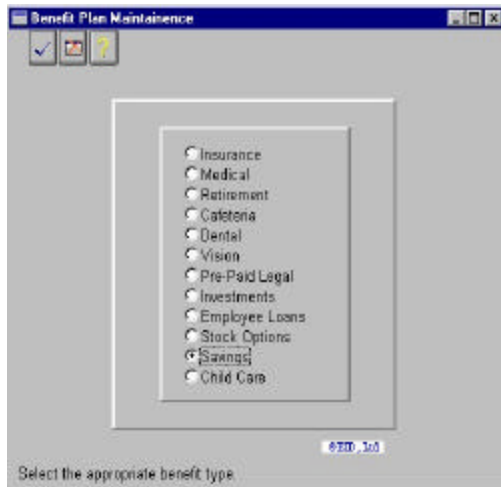 Benefit Plan Maintainence
?
Insurance
Medical
Retirement
Cafeteria
Dental
Vision
Pre-Paid Legal
Investments
Employee Loans
Stock Options
Savings
Child Care
Select the appropriate benefit type.